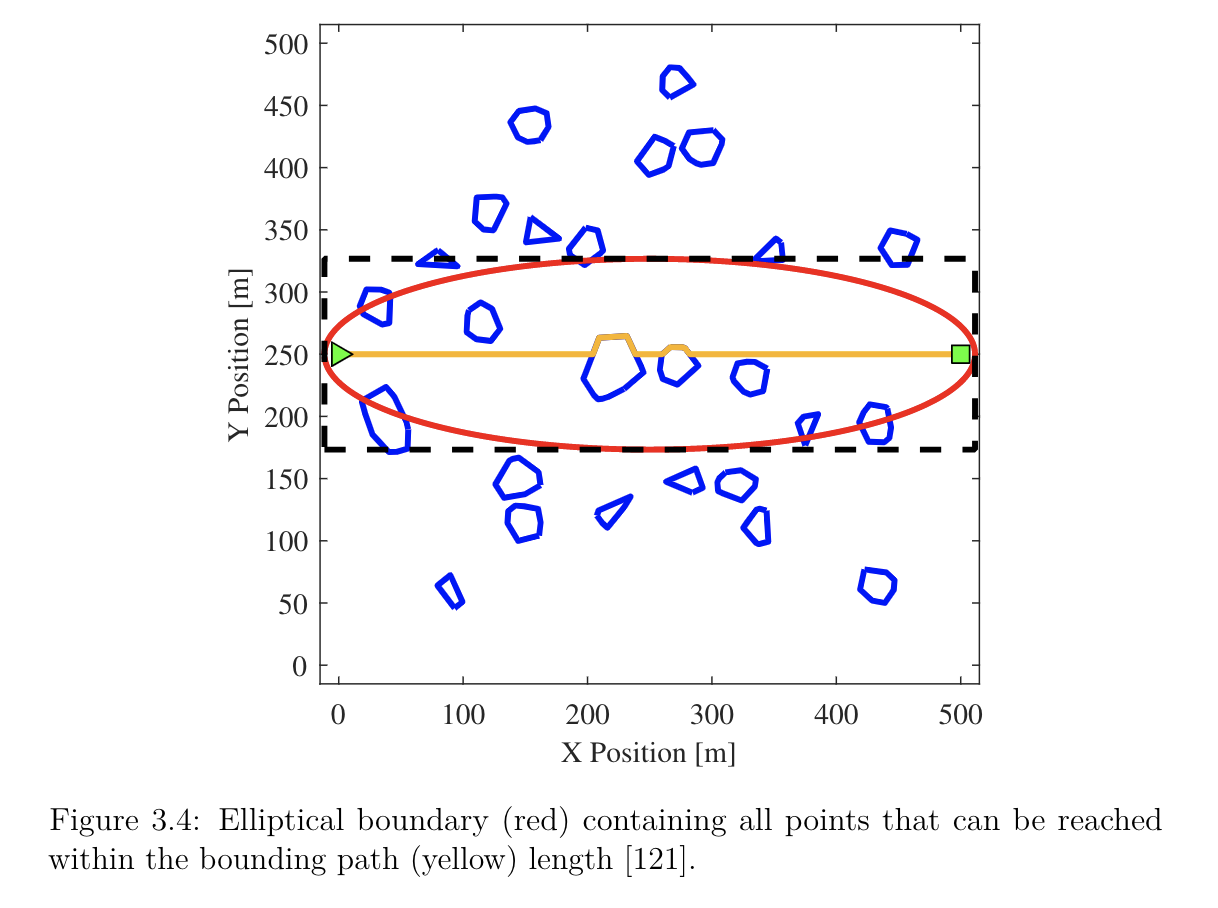 500
450
400
350
300
250
200
150
100
50
0
Y Position [m]
0 100 200 300 400 500
X Position [m]
Figure 3.4: Elliptical boundary (red) containing all points that can be reached
within the bounding path (yellow) length [121].